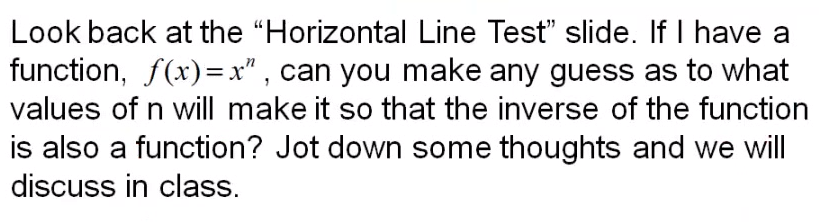 Look back at the “Horizontal Line Test” slide. If I have a
function, f(x)=xⁿ , can you make any guess as to what
values of n will make it so that the inverse of the function
is also a function? Jot down some thoughts and we will
discuss in class.